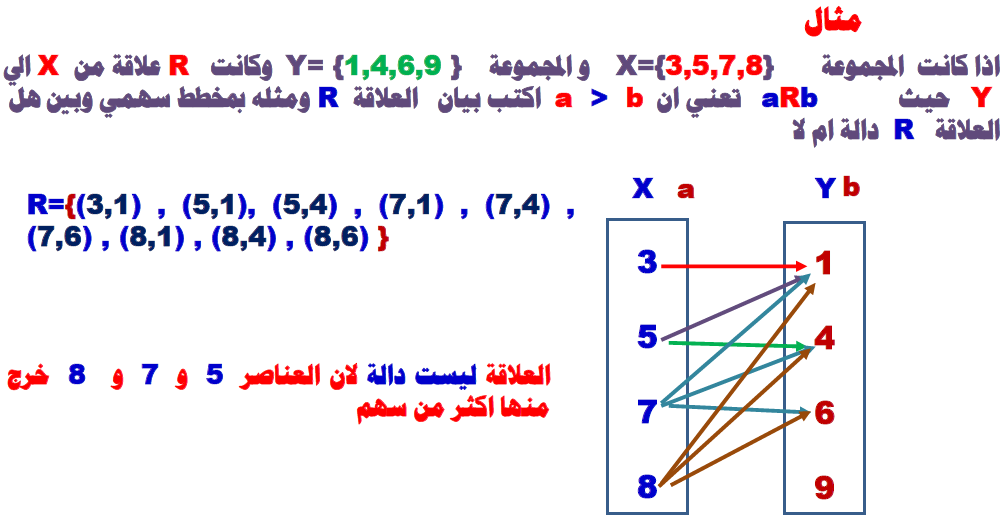 مثال
اذا كانت المجموعة X={3,5,7,8} و المجموعة Y= {1,4,6,9 } وكانت R علاقة من X الي
Y حيث aRb تعني ان a > b اكتب بيان العلاقة R ومثله بمخطط سهمي وبين هل
العلاقة R دالة ام لا
R={(3,1) , (5,1), (5,4) , (7,1) , (7,4) ,
(7,6) , (8,1) , (8,4) , (8,6) }
X a Y b
3 1
5 4
7 6
8 9
العلاقة ليست دالة لان العناصر 5 و 7 و 8 خرج
منها اكثر من سهم